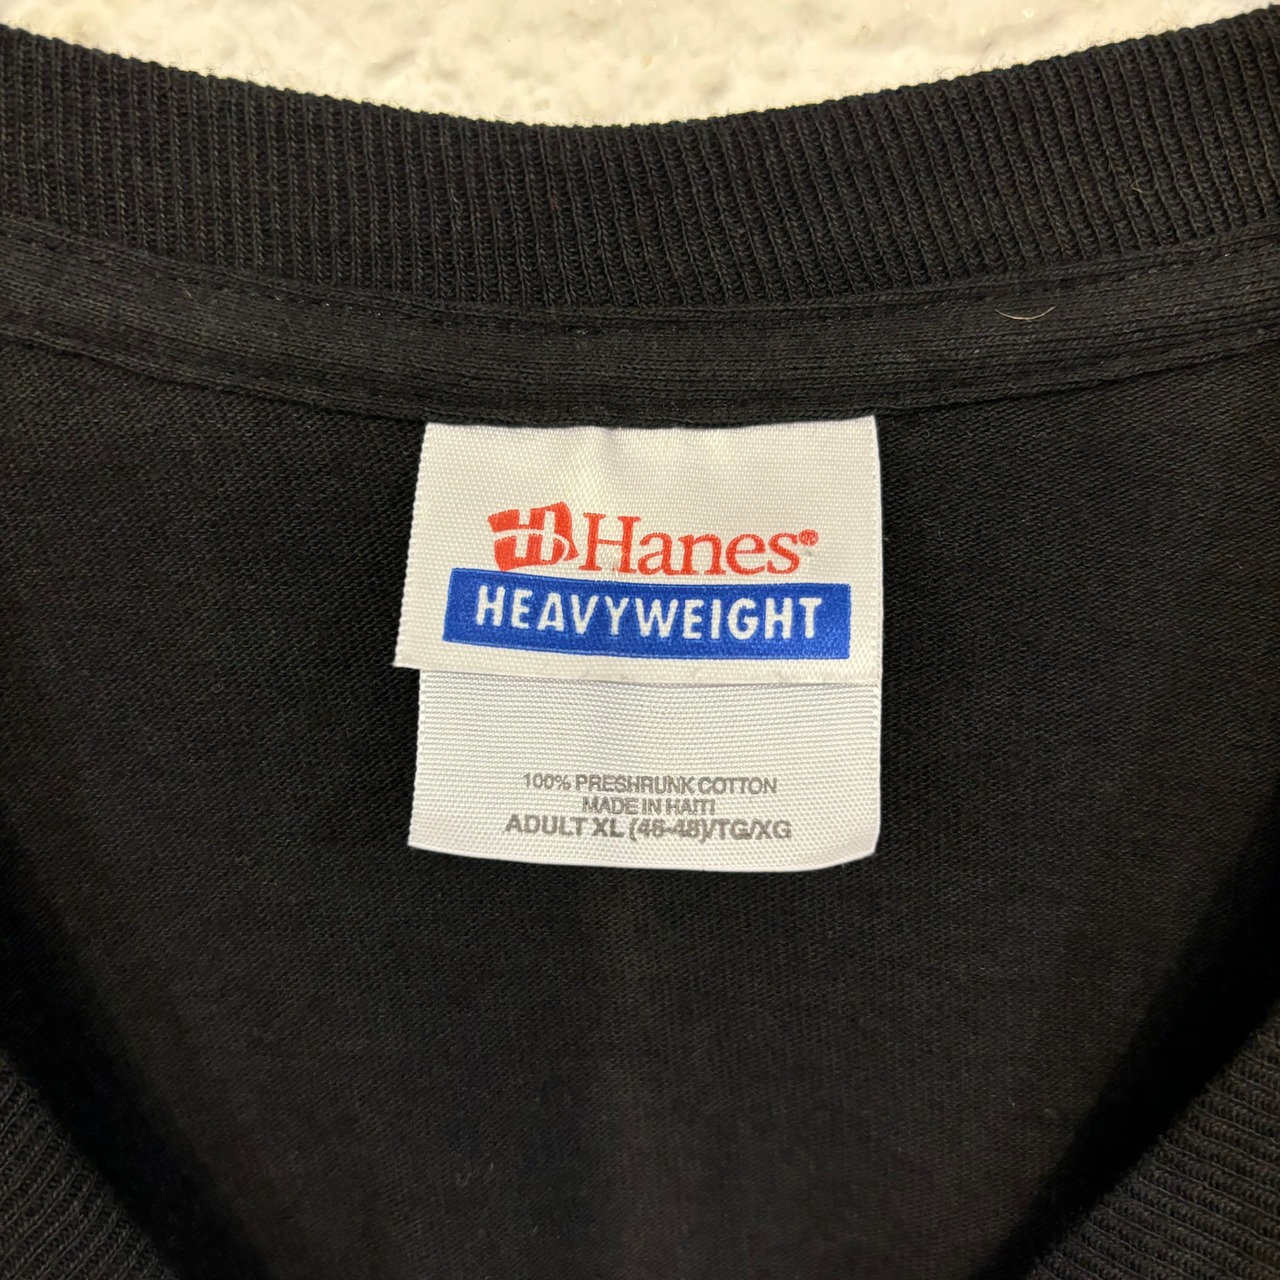 H Hanes®
HEAVYWEIGHT
100% PRESHRUNK COTTON
MADE IN HAITI
ADULT XL (46-48)/TG/XG